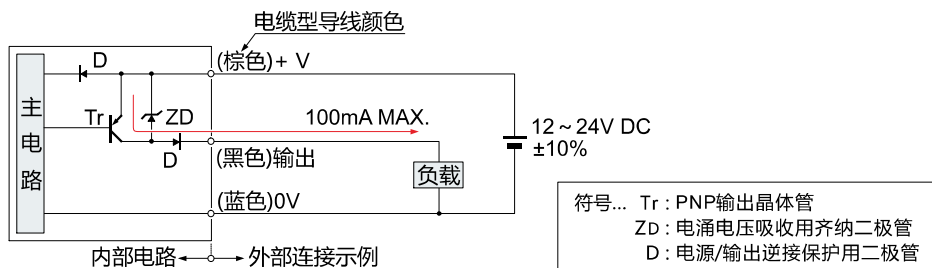 电缆型导线颜色
D
(棕色)+ V
主电路
Tr
ZD
100mA MAX.
12～24V DC
±10%
D
(黑色)输出
负载
(蓝色)0V
符号... Tr : PNP输出晶体管
ZD : 电涌电压吸收用齐纳二极管
D : 电源/输出逆接保护用二极管
内部电路
外部连接示例